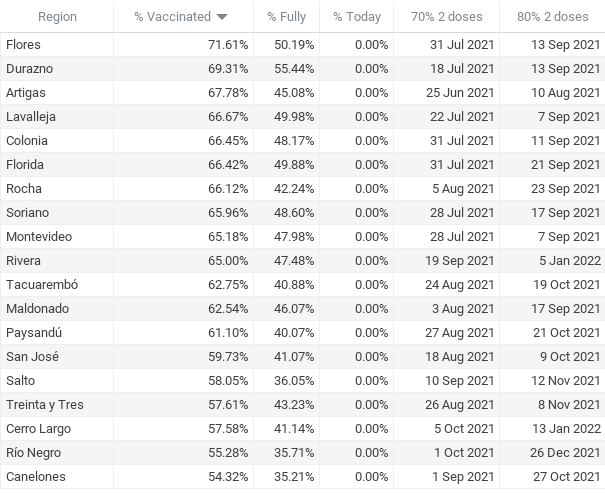 Region % Vaccinated % Fully % Today 70% 2 doses 80% 2 doses
Flores 71.61% 50.19% 0.00% 31 Jul 2021 13 Sep 2021
Durazno 69.31% 55.44% 0.00% 18 Jul 2021 13 Sep 2021
Artigas 67.78% 45.08% 0.00% 25 Jun 2021 10 Aug 2021
Lavalleja 66.67% 49.98% 0.00% 22 Jul 2021 7 Sep 2021
Colonia 66.45% 48.17% 0.00% 31 Jul 2021 11 Sep 2021
Florida 66.42% 49.88% 0.00% 31 Jul 2021 21 Sep 2021
Rocha 66.12% 42.24% 0.00% 5 Aug 2021 23 Sep 2021
Soriano 65.96% 48.60% 0.00% 28 Jul 2021 17 Sep 2021
Montevideo 65.18% 47.98% 0.00% 28 Jul 2021 7 Sep 2021
Rivera 65.00% 47.48% 0.00% 19 Sep 2021 5 Jan 2022
Tacuarembó 62.75% 40.88% 0.00% 24 Aug 2021 19 Oct 2021
Maldonado 62.54% 46.07% 0.00% 3 Aug 2021 17 Sep 2021
Paysandú 61.10% 40.07% 0.00% 27 Aug 2021 21 Oct 2021
San José 59.73% 41.07% 0.00% 18 Aug 2021 9 Oct 2021
Salto 58.05% 36.05% 0.00% 10 Sep 2021 12 Nov 2021
Treinta y Tres 57.61% 43.23% 0.00% 26 Aug 2021 8 Nov 2021
Cerro Largo 57.58% 41.14% 0.00% 5 Oct 2021 13 Jan 2022
Río Negro 55.28% 35.71% 0.00% 1 Oct 2021 26 Dec 2021
Canelones 54.32% 35.21% 0.00% 1 Sep 2021 27 Oct 2021